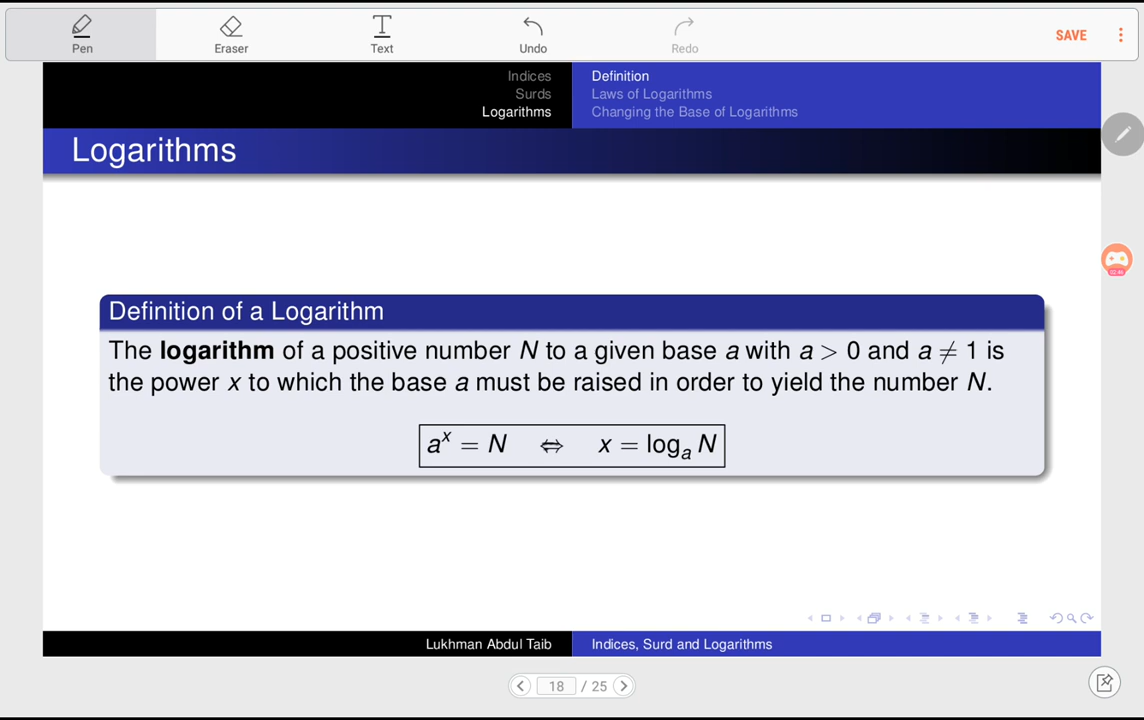 Pen
Eraser
Text
Undo
Redo
SAVE
Indices
Surds
Logarithms
Definition
Laws of Logarithms
Changing the Base of Logarithms
Logarithms
Definition of a Logarithm
The logarithm of a positive number N to a given base a with a > 0 and a ≠ 1 is
the power x to which the base a must be raised in order to yield the number N.
aˣ = N ⇔ x = logₐ N
Lukhman Abdul Taib
Indices, Surd and Logarithms
18 / 25